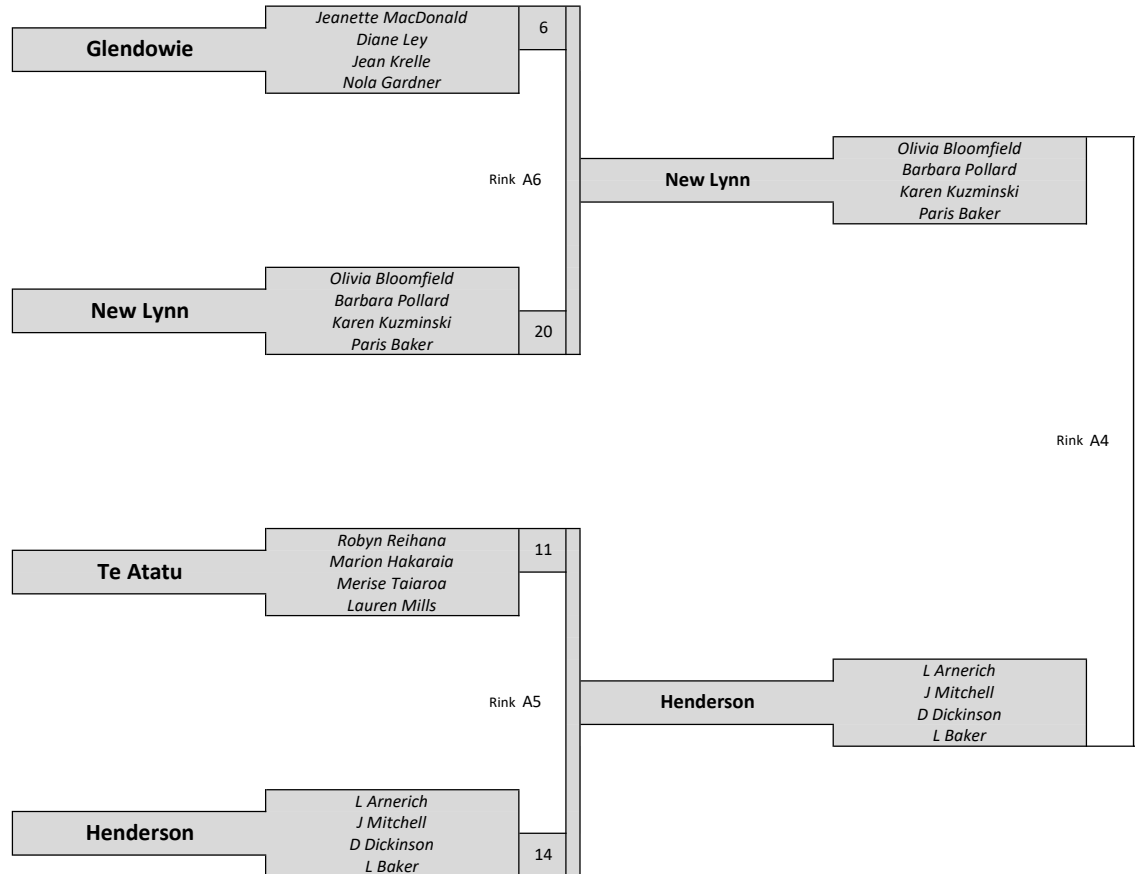 Glendowie
Jeanette MacDonald
Diane Ley
Jean Krelle
Nola Gardner
6
Rink A6
New Lynn
Olivia Bloomfield
Barbara Pollard
Karen Kuzminski
Paris Baker
20
New Lynn
Olivia Bloomfield
Barbara Pollard
Karen Kuzminski
Paris Baker
Rink A4
Te Atatu
Robyn Reihana
Marion Hakaraia
Merise Taiaroa
Lauren Mills
11
Rink A5
Henderson
L Arnerich
J Mitchell
D Dickinson
L Baker
14
Henderson
L Arnerich
J Mitchell
D Dickinson
L Baker